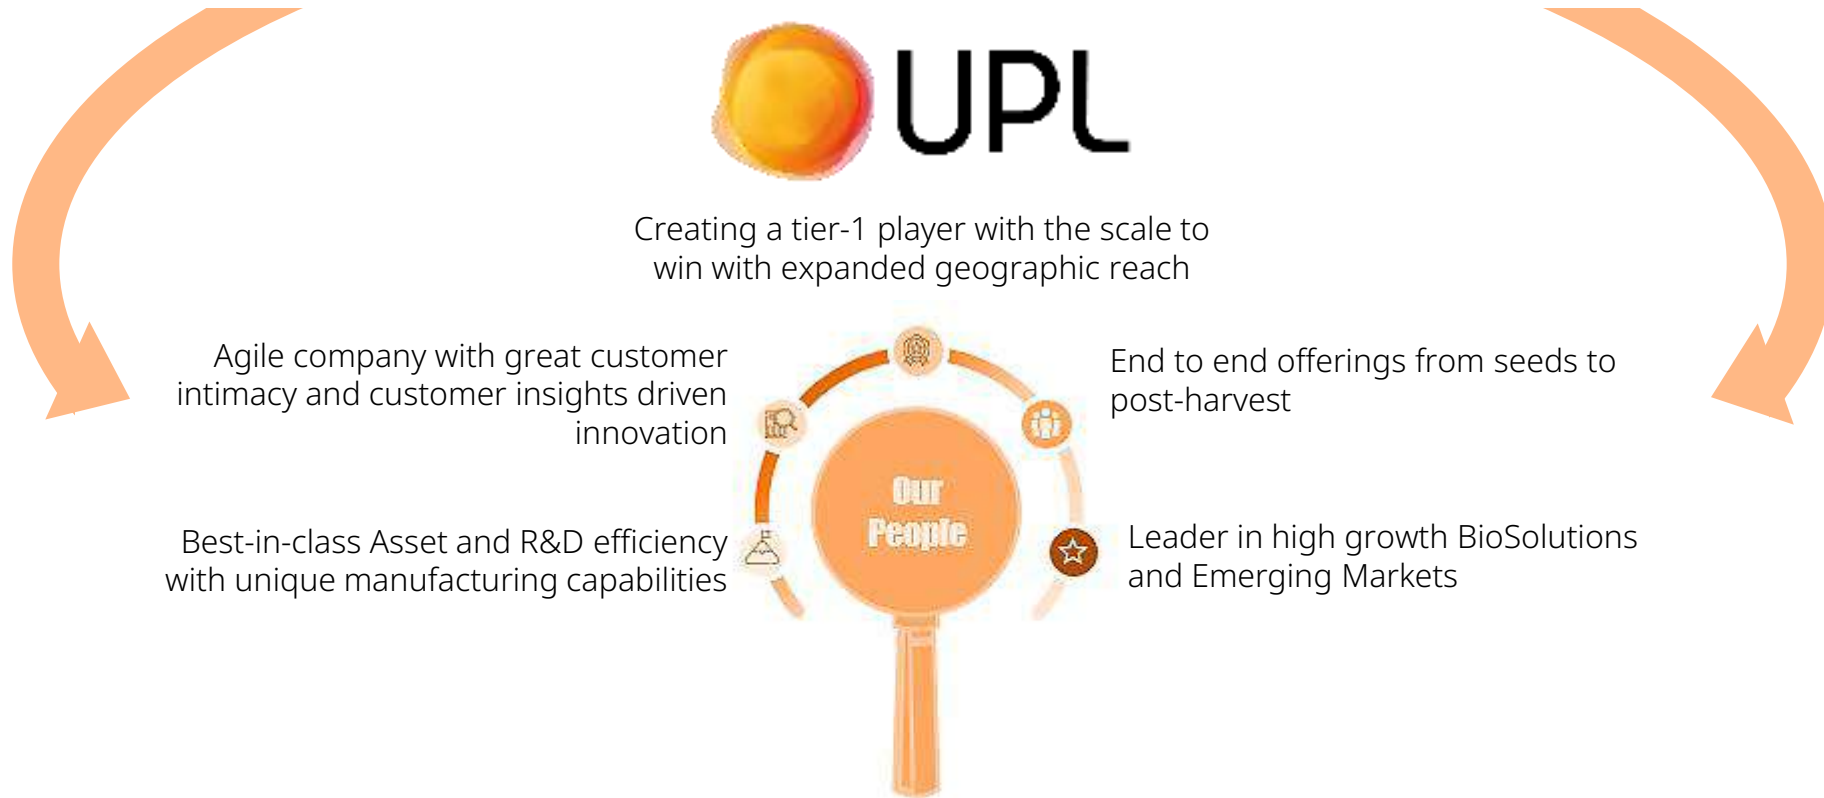 UPL
Creating a tier-1 player with the scale to
win with expanded geographic reach
Agile company with great customer
intimacy and customer insights driven
innovation
End to end offerings from seeds to
post-harvest
Our
People
Best-in-class Asset and R&D efficiency
with unique manufacturing capabilities
Leader in high growth BioSolutions
and Emerging Markets